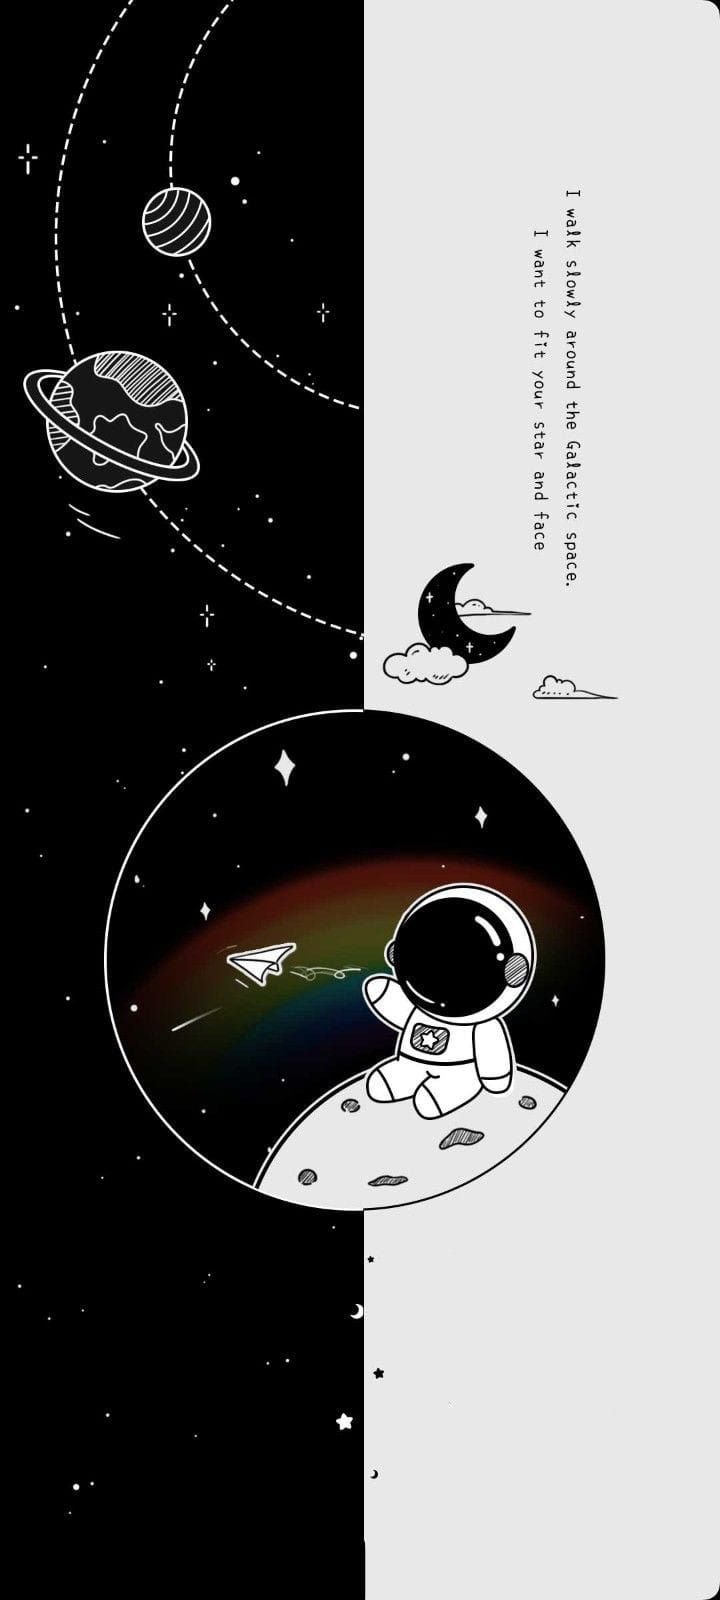 I walk slowly around the Galactic space.
I want to fit your star and face